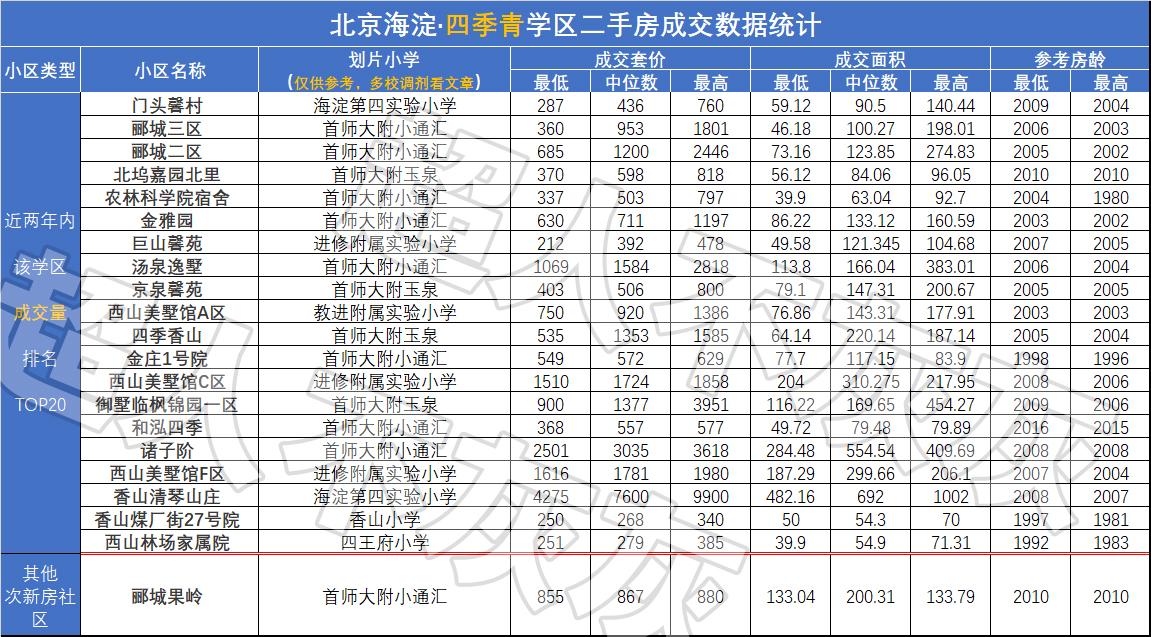 北京海淀·四季青学区二手房成交数据统计
小区类型 小区名称 划片小学 (仅供参考，多校调剂看文章) 成交套价 成交面积 参考房龄
最低 中位数 最高 最低 中位数 最高 最低 最高
近两年内
该学区
成交量
排名
TOP20
门头馨村 海淀第四实验小学 287 436 760 59.12 90.5 140.44 2009 2004
郦城三区 首师大附小通汇 360 953 1801 46.18 100.27 198.01 2006 2003
郦城二区 首师大附小通汇 685 1200 2446 73.16 123.85 274.83 2005 2002
北坞嘉园北里 首师大附玉泉 370 598 818 56.12 84.06 96.05 2010 2010
农林科学院宿舍 首师大附小通汇 337 503 797 39.9 63.04 92.7 2004 1980
金雅园 首师大附小通汇 630 711 1197 86.22 133.12 160.59 2003 2002
巨山馨苑 进修附属实验小学 212 392 478 49.58 121.345 104.68 2007 2005
汤泉逸墅 首师大附小通汇 1069 1584 2818 113.8 166.04 383.01 2006 2004
京泉馨苑 首师大附玉泉 403 506 800 79.1 147.31 200.67 2005 2005
西山美墅馆A区 教进附属实验小学 750 920 1386 76.86 143.31 177.91 2003 2003
四季香山 首师大附玉泉 535 1353 1585 64.14 220.14 187.14 2005 2004
金庄1号院 首师大附小通汇 549 572 629 77.7 117.15 83.9 1998 1996
西山美墅馆C区 进修附属实验小学 1510 1724 1858 204 310.275 217.95 2008 2006
御墅临枫锦园一区 首师大附玉泉 900 1377 3951 116.22 169.65 454.27 2009 2006
和泓四季 首师大附小通汇 368 557 577 49.72 79.48 79.89 2016 2015
诸子阶 首师大附小通汇 2501 3035 3618 284.48 554.54 409.69 2008 2008
西山美墅馆F区 进修附属实验小学 1616 1781 1980 187.29 299.66 206.1 2007 2004
香山清琴山庄 海淀第四实验小学 4275 7600 9900 482.16 692 1002 2008 2007
香山煤厂街27号院 香山小学 250 268 340 50 54.3 70 1997 1981
西山林场家属院 四王府小学 251 279 385 39.9 54.9 71.31 1992 1983
其他
次新房社
区
郦城果岭 首师大附小通汇 855 867 880 133.04 200.31 133.79 2010 2010
超人不灰灰
超人不灰灰